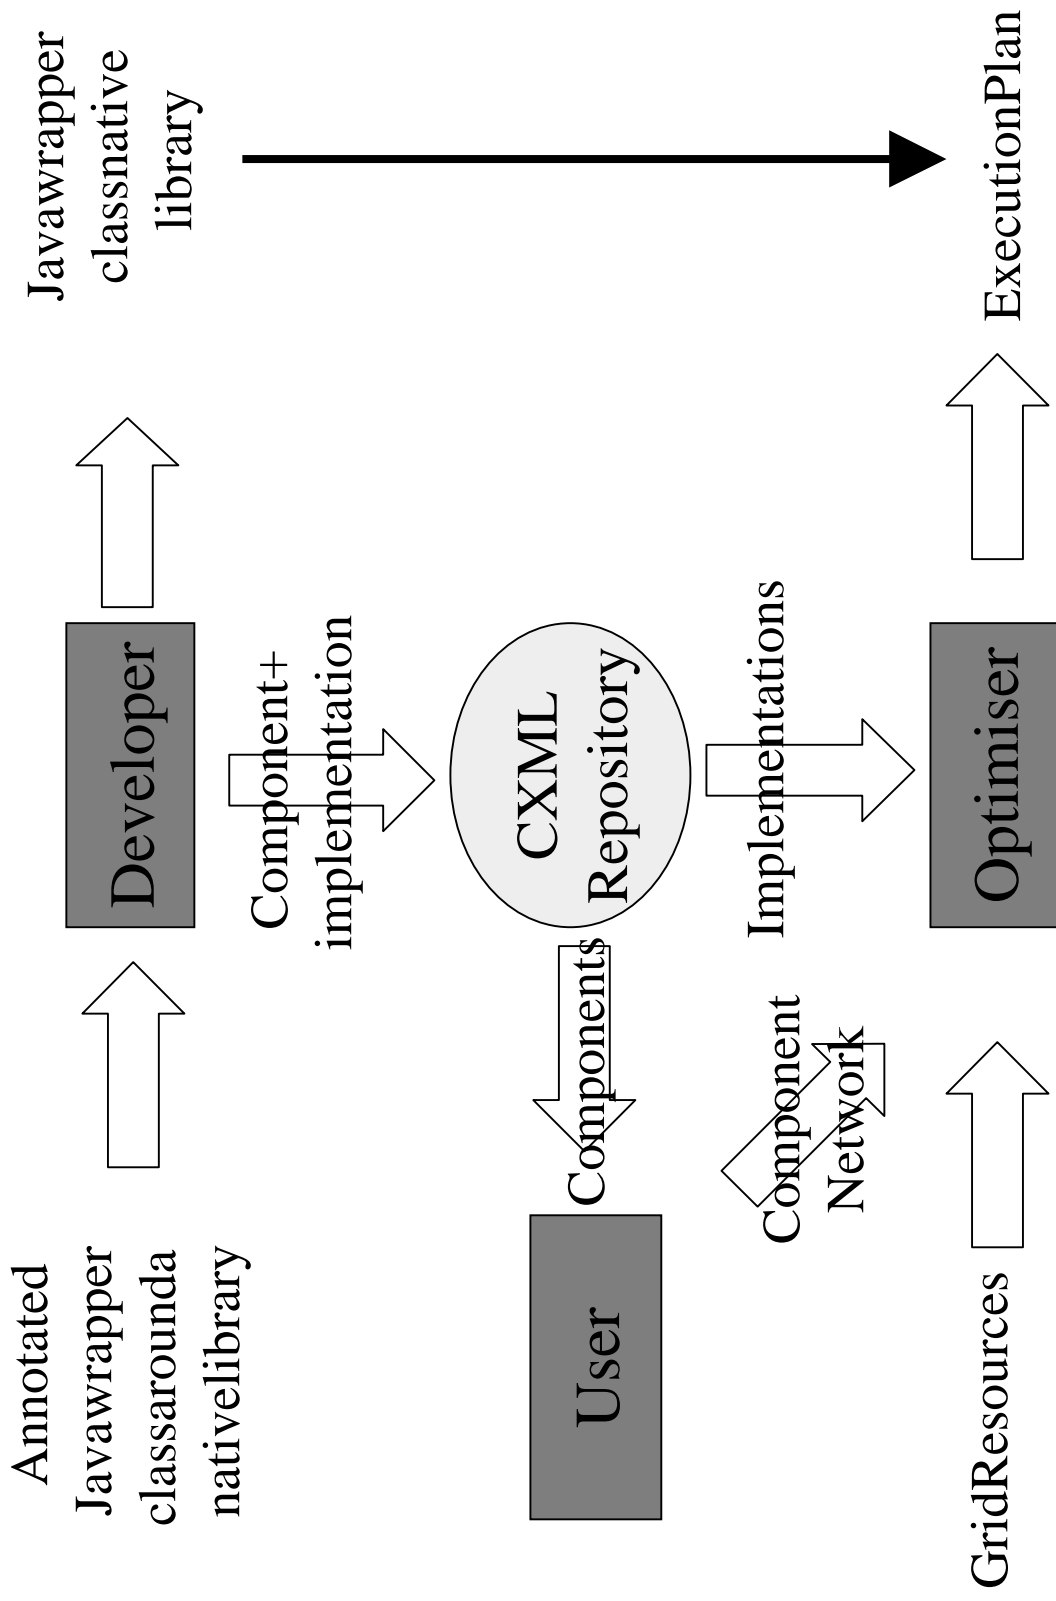 Annotated
Javawrapper
classarounda
nativelibrary
Developer
Javawrapper
classnative
library
Component+
implementation
User
Components
CXML
Repository
Component
Network
Implementations
GridResources
Optimiser
ExecutionPlan